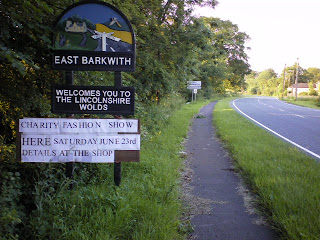 EAST BARKWITH
WELCOMES YOU TO
THE LINCOLNSHIRE
WOLDS
CHARITY FASHION SHOW
HERE SATURDAY JUNE 23rd
DETAILS AT THE SHOP